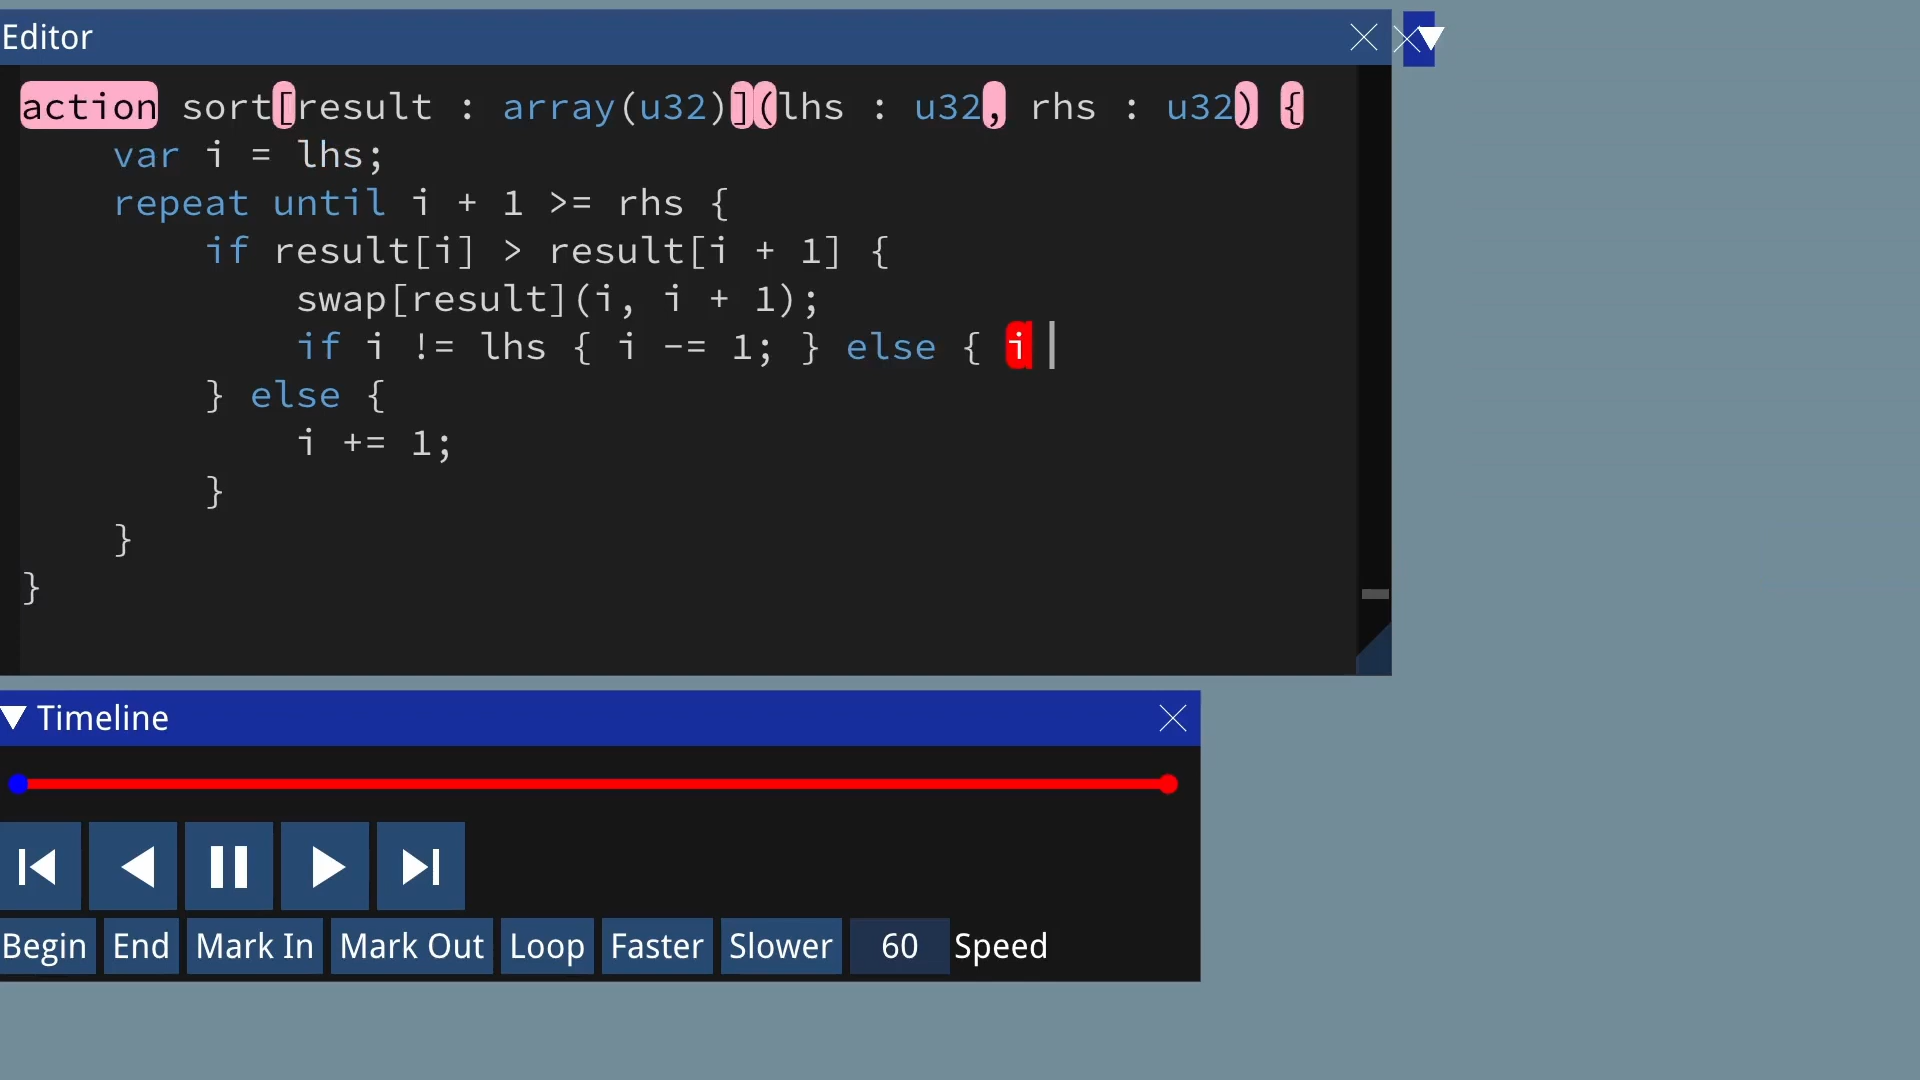 Editor
action sort[result : array(u32)](lhs : u32, rhs : u32) {
    var i = lhs;
    repeat until i + 1 >= rhs {
        if result[i] > result[i + 1] {
            swap[result](i, i + 1);
            if i != lhs { i -= 1; } else { i
        } else {
            i += 1;
        }
    }
}
Timeline
Begin End Mark In Mark Out Loop Faster Slower 60 Speed